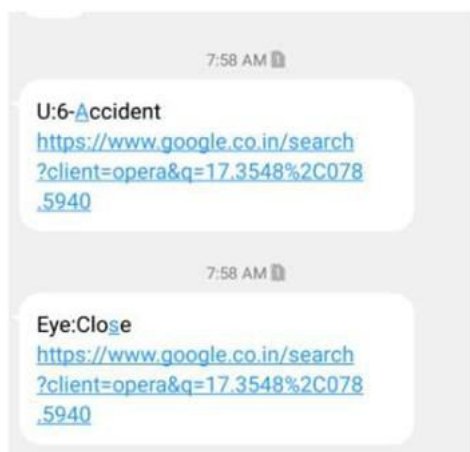 7:58 AM
U:6-Accident
https://www.google.co.in/search
?client=opera&q=17.3548%2C078
.5940
7:58 AM
Eye:Close
https://www.google.co.in/search
?client=opera&q=17.3548%2C078
.5940